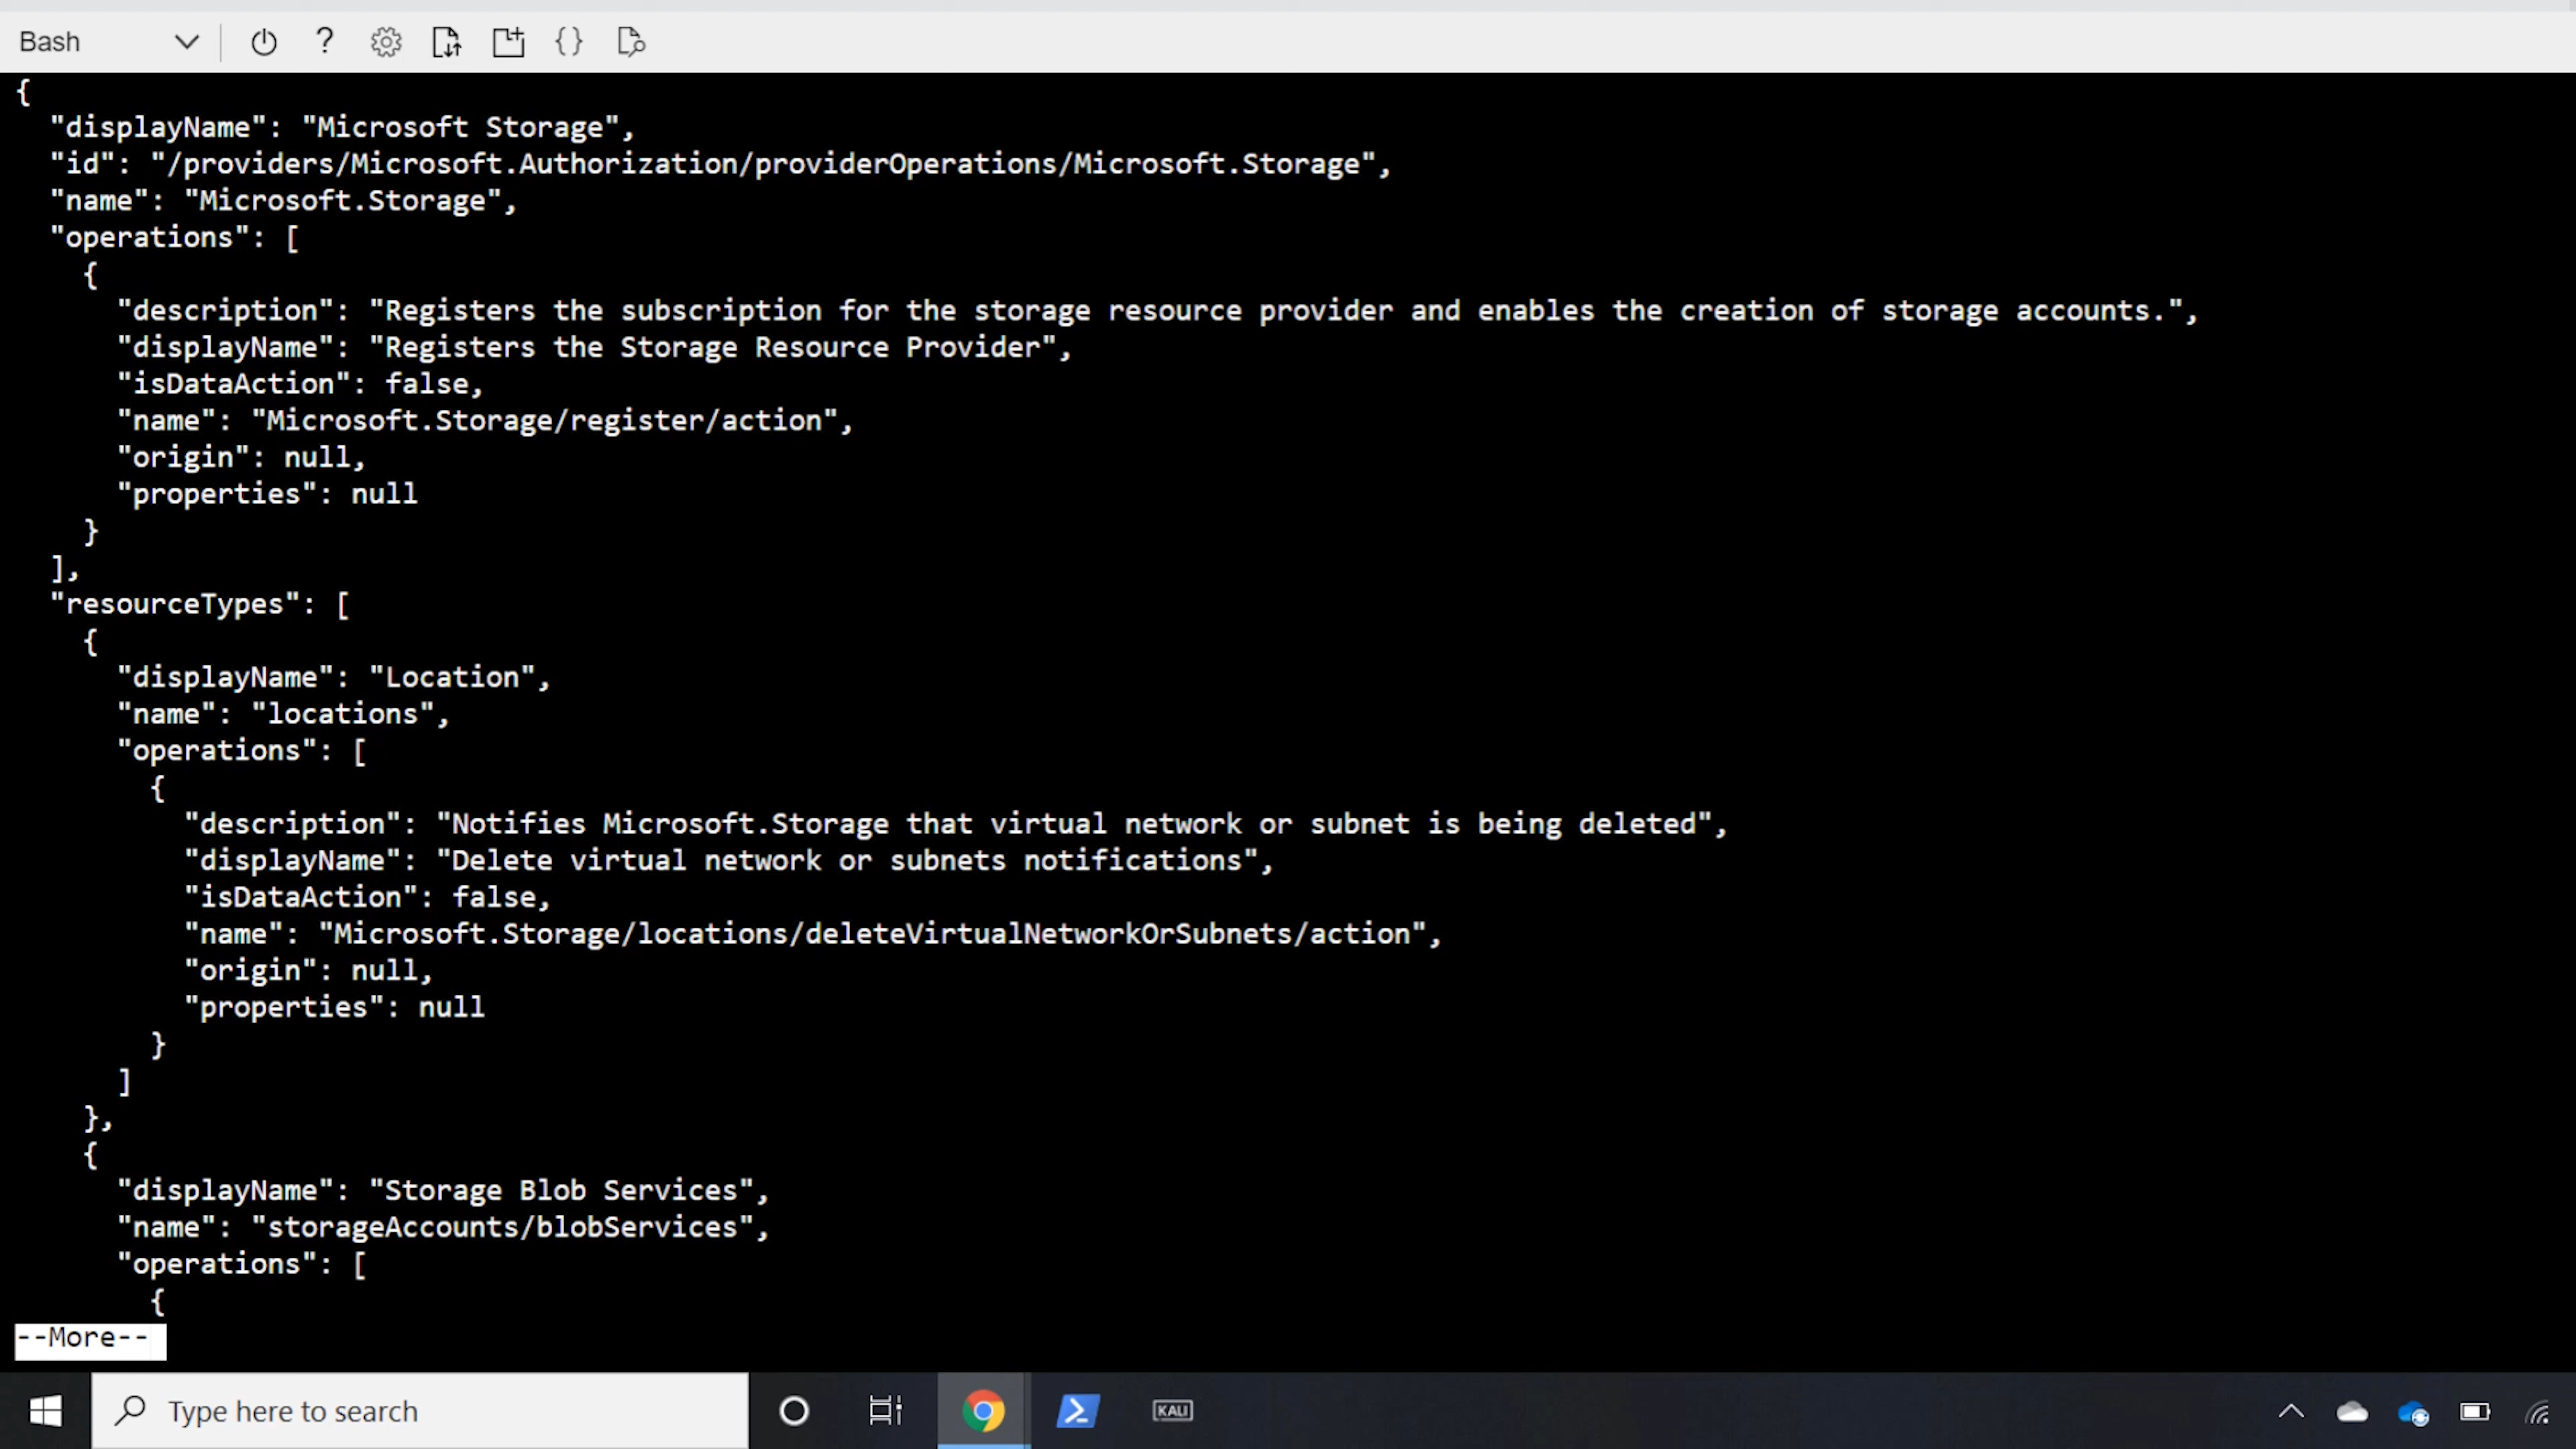 Bash
{
  "displayName": "Microsoft Storage",
  "id": "/providers/Microsoft.Authorization/providerOperations/Microsoft.Storage",
  "name": "Microsoft.Storage",
  "operations": [
    {
      "description": "Registers the subscription for the storage resource provider and enables the creation of storage accounts.",
      "displayName": "Registers the Storage Resource Provider",
      "isDataAction": false,
      "name": "Microsoft.Storage/register/action",
      "origin": null,
      "properties": null
    }
  ],
  "resourceTypes": [
    {
      "displayName": "Location",
      "name": "locations",
      "operations": [
        {
          "description": "Notifies Microsoft.Storage that virtual network or subnet is being deleted",
          "displayName": "Delete virtual network or subnets notifications",
          "isDataAction": false,
          "name": "Microsoft.Storage/locations/deleteVirtualNetworkOrSubnets/action",
          "origin": null,
          "properties": null
        }
      ]
    },
    {
      "displayName": "Storage Blob Services",
      "name": "storageAccounts/blobServices",
      "operations": [
        {
--More--
Type here to search
KALI